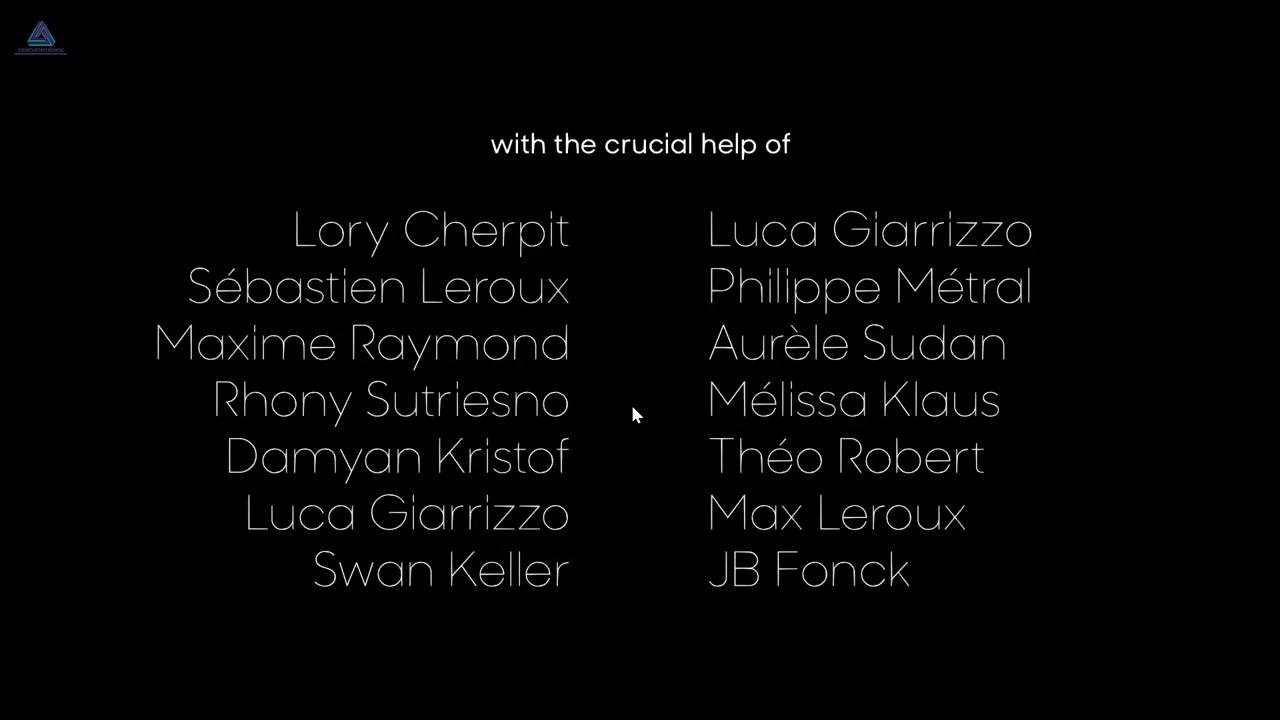 with the crucial help of
Lory Cherpit
Sébastien Leroux
Maxime Raymond
Rhony Sutriesno
Damyan Kristof
Luca Giarrizzo
Swan Keller
Luca Giarrizzo
Philippe Métral
Aurèle Sudan
Mélissa Klaus
Théo Robert
Max Leroux
JB Fonck